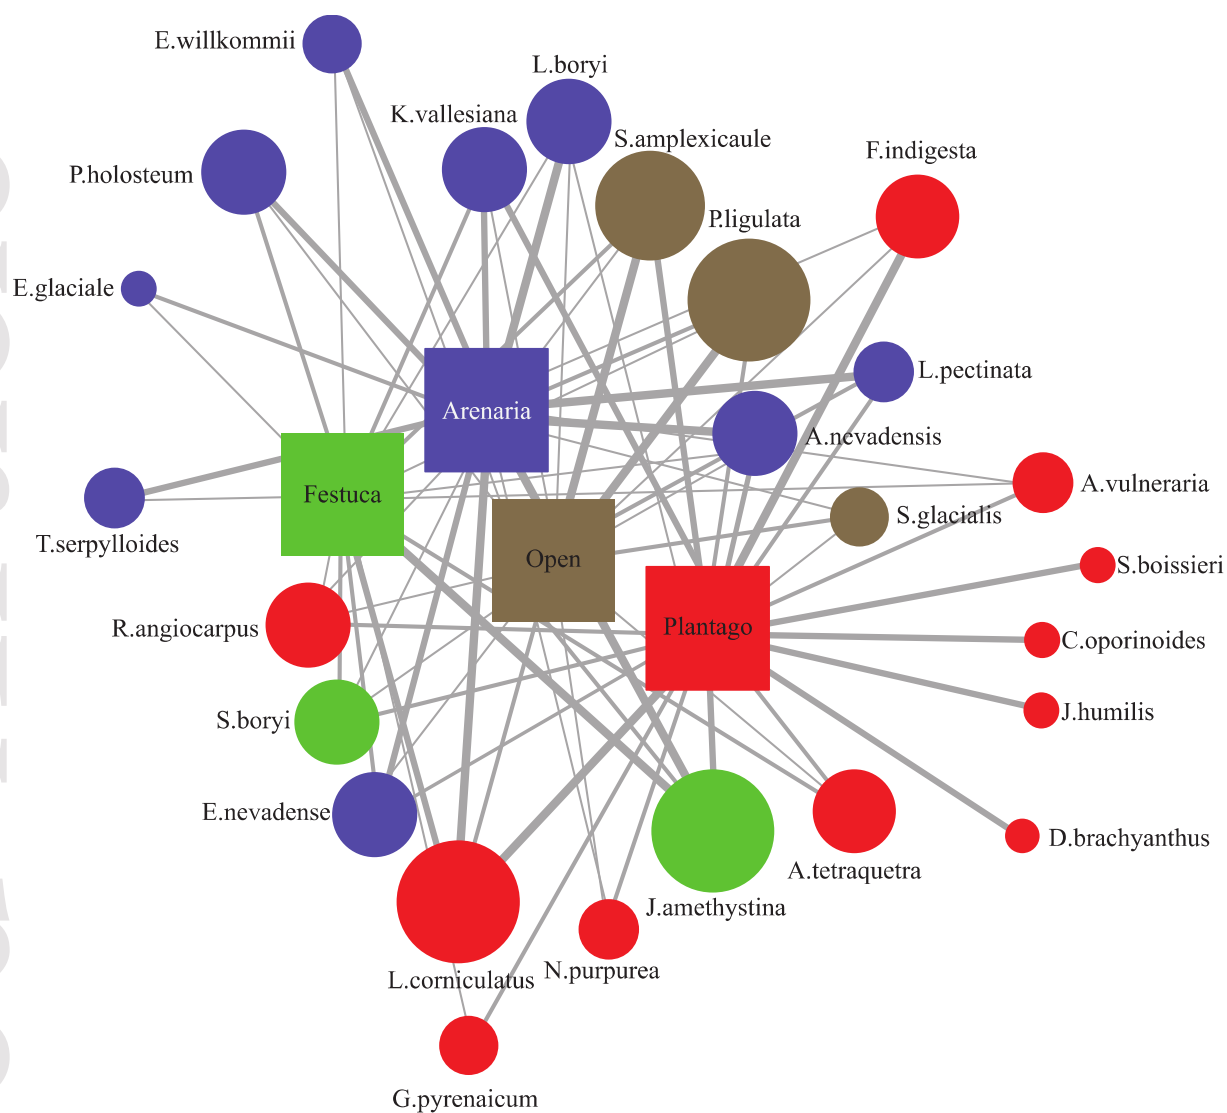 E.willkommii
L.boryi
K.vallesiana
S.amplexicaule
F.indigesta
P.holosteum
P.ligulata
E.glaciale
L.pectinata
Arenaria
A.nevadensis
A.vulneraria
Festuca
S.glacialis
T.serpylloides
Open
S.boissieri
R.angiocarpus
Plantago
C.oporinoides
S.boryi
J.humilis
E.nevadense
D.brachyanthus
A.tetraquetra
J.amethystina
L.corniculatus
N.purpurea
G.pyrenaicum